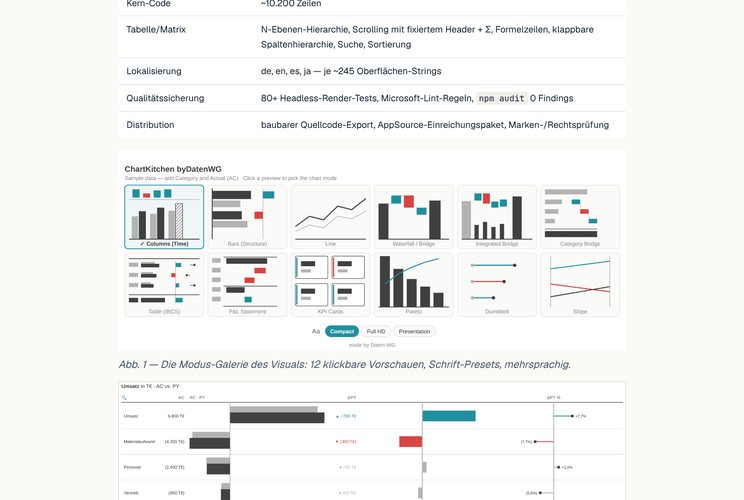 Kern-Code ~10.200 Zeilen
Tabelle/Matrix N-Ebenen-Hierarchie, Scrolling mit fixiertem Header + Σ, Formelzeilen, klappbare
Spaltenhierarchie, Suche, Sortierung
Lokalisierung de, en, es, ja — je ~245 Oberflächen-Strings
Qualitätssicherung 80+ Headless-Render-Tests, Microsoft-Lint-Regeln, npm audit 0 Findings
Distribution baubarer Quellcode-Export, AppSource-Einreichungspaket, Marken-/Rechtsprüfung
ChartKitchen byDatenWG
Sample data — add Category and Actual (AC) · Click a preview to pick the chart mode
✓ Columns (Time) Bars (Structure) Line Waterfall / Bridge Integrated Bridge Category Bridge
Table (IBCS) P&L Statement KPI Cards Pareto Dumbbell Slope
Aa Compact Full HD Presentation
made by Daten-WG
Abb. 1 — Die Modus-Galerie des Visuals: 12 klickbare Vorschauen, Schrift-Presets, mehrsprachig.
Umsatz in T€ · AC vs. PY
AC AC · PY ΔPY ΔPY %
Umsatz 9.800 T€ +700 T€ +7,7%
Materialaufwand (4.200 T€) (300 T€) (7,7%)
Personal (2.400 T€)
Vertrieb (950 T€)